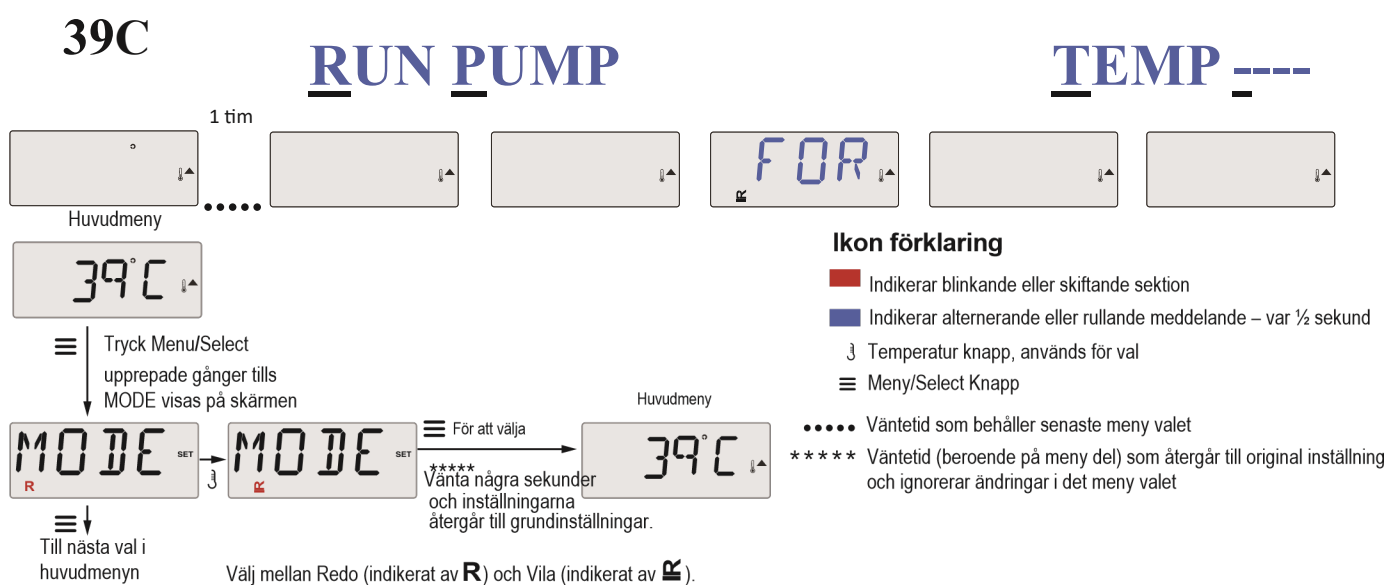 39C
RUN PUMP
TEMP ----
1 tim
FOR
R
Huvudmeny
39°C
Ikon förklaring
Indikerar blinkande eller skiftande sektion
Indikerar alternerande eller rullande meddelande – var ½ sekund
Temperatur knapp, används för val
Meny/Select Knapp
••••• Väntetid som behåller senaste meny valet
***** Väntetid (beroende på meny del) som återgår till original inställning
och ignorerar ändringar i det meny valet
Tryck Menu/Select
upprepade gånger tills
MODE visas på skärmen
MODE SET
R
MODE SET
R
För att välja
*****
Vänta några sekunder
och inställningarna
återgår till grundinställningar.
Huvudmeny
39°C
Till nästa val i
huvudmenyn
Välj mellan Redo (indikerat av R) och Vila (indikerat av R ).